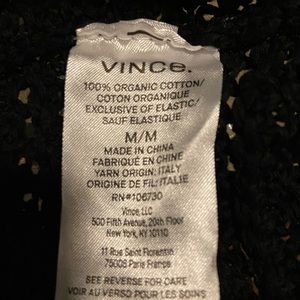 VINCE.
100% ORGANIC COTTON/
COTON ORGANIQUE
EXCLUSIVE OF ELASTIC/
SAUF ELASTIQUE
M/M
MADE IN CHINA
FABRIQUÉ EN CHINE
YARN ORIGIN: ITALY
ORIGINE DE FIL: ITALIE
RN#106730
Vince, LLC
500 Fifth Avenue, 20th Floor
New York, NY 10110
11 Rue Saint Florentin
75008 Paris France
SEE REVERSE FOR CARE
VOIR AU VERSO POUR LES SOINS